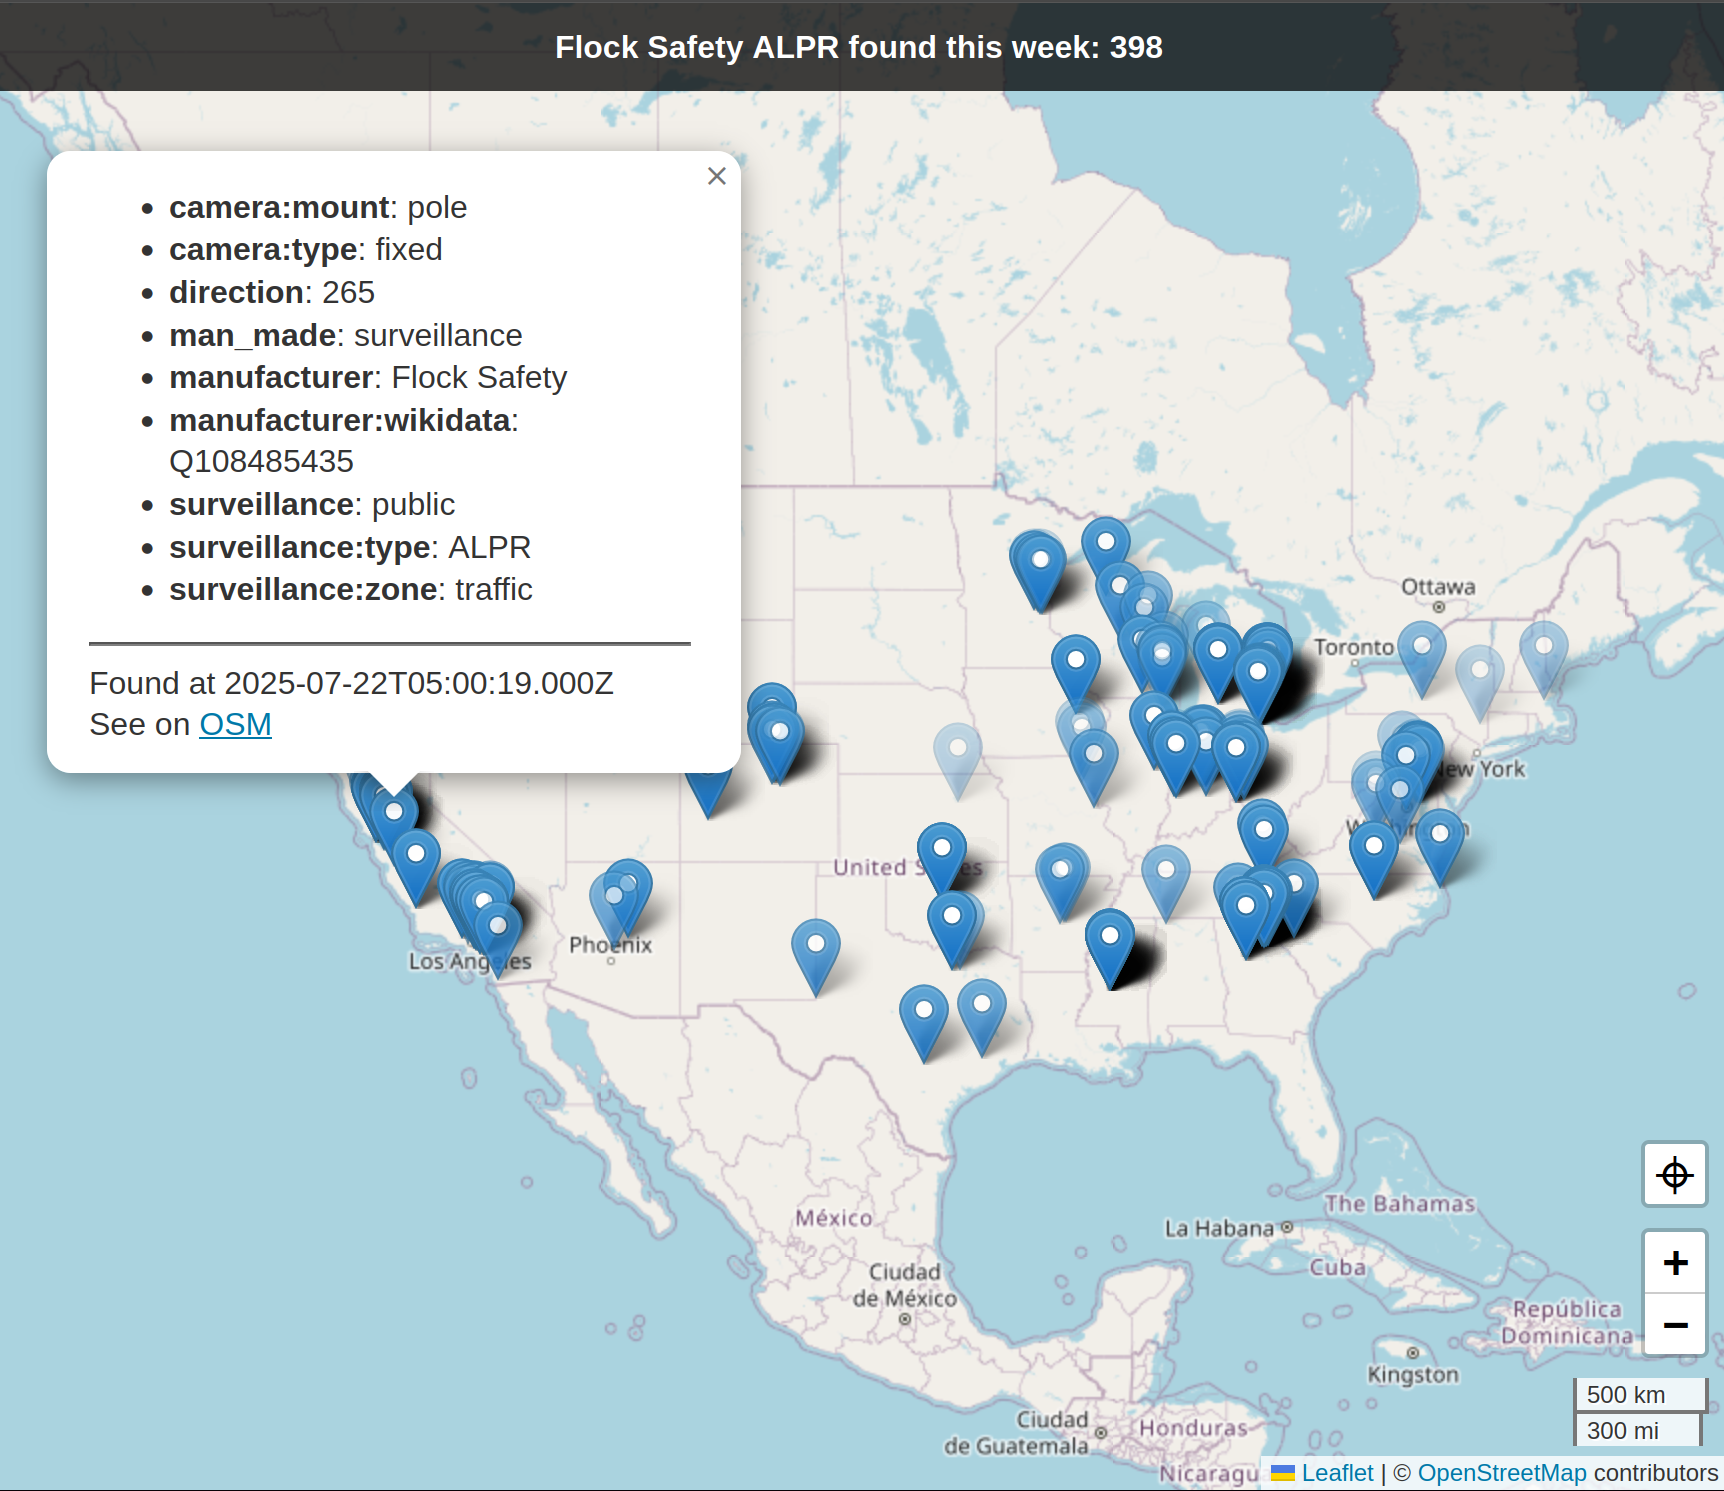 Flock Safety ALPR found this week: 398
×
camera:mount: pole
camera:type: fixed
direction: 265
man_made: surveillance
manufacturer: Flock Safety
manufacturer:wikidata:
Q108485435
surveillance: public
surveillance:type: ALPR
surveillance:zone: traffic
Found at 2025-07-22T05:00:19.000Z
See on OSM
Ottawa
Toronto
New York
Washington
United States
Phoenix
Los Angeles
México
Ciudad
de México
La Habana
The Bahamas
Cuba
República
Dominicana
Kingston
Ciudad
de Guatemala
Honduras
Nicaragu
+
−
500 km
300 mi
Leaflet | © OpenStreetMap contributors